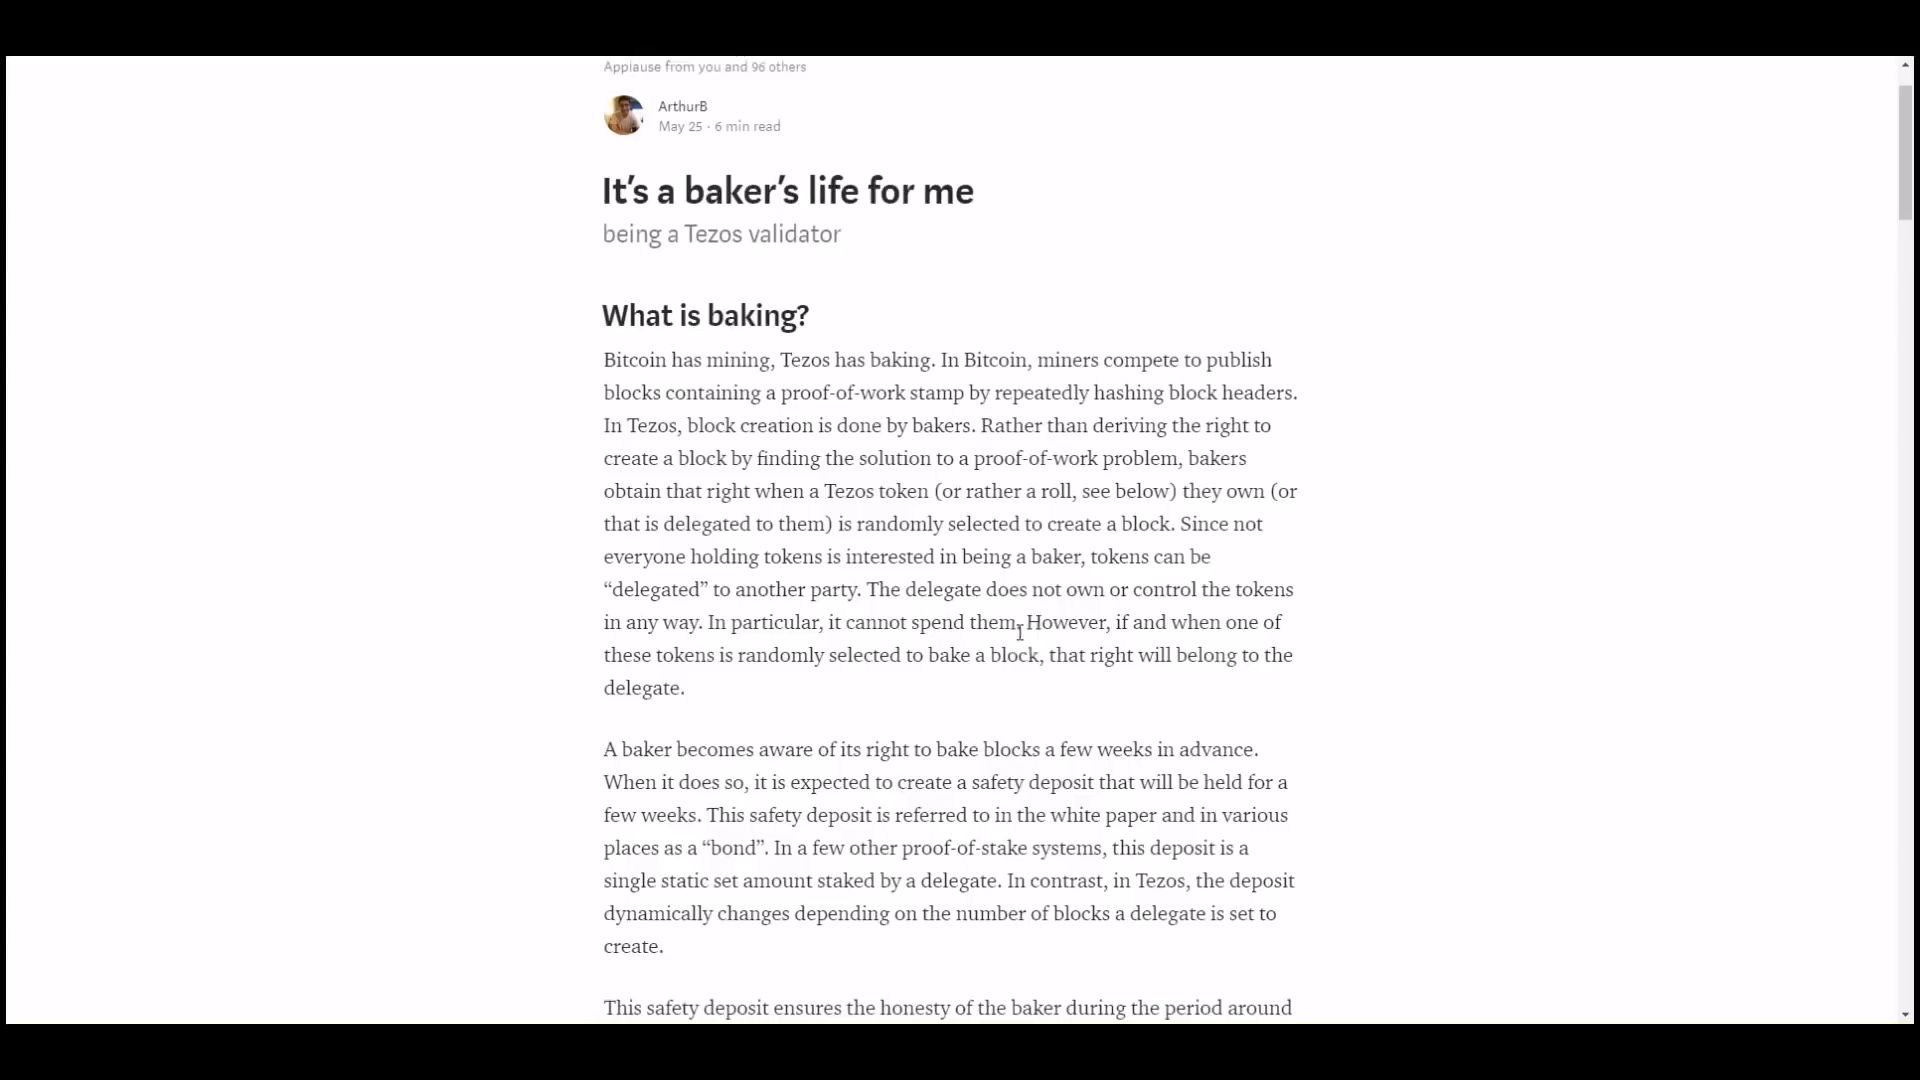 Applause from you and 96 others
ArthurB
May 25 · 6 min read
It’s a baker’s life for me
being a Tezos validator
What is baking?
Bitcoin has mining, Tezos has baking. In Bitcoin, miners compete to publish
blocks containing a proof-of-work stamp by repeatedly hashing block headers.
In Tezos, block creation is done by bakers. Rather than deriving the right to
create a block by finding the solution to a proof-of-work problem, bakers
obtain that right when a Tezos token (or rather a roll, see below) they own (or
that is delegated to them) is randomly selected to create a block. Since not
everyone holding tokens is interested in being a baker, tokens can be
“delegated” to another party. The delegate does not own or control the tokens
in any way. In particular, it cannot spend them. However, if and when one of
these tokens is randomly selected to bake a block, that right will belong to the
delegate.
A baker becomes aware of its right to bake blocks a few weeks in advance.
When it does so, it is expected to create a safety deposit that will be held for a
few weeks. This safety deposit is referred to in the white paper and in various
places as a “bond”. In a few other proof-of-stake systems, this deposit is a
single static set amount staked by a delegate. In contrast, in Tezos, the deposit
dynamically changes depending on the number of blocks a delegate is set to
create.
This safety deposit ensures the honesty of the baker during the period around